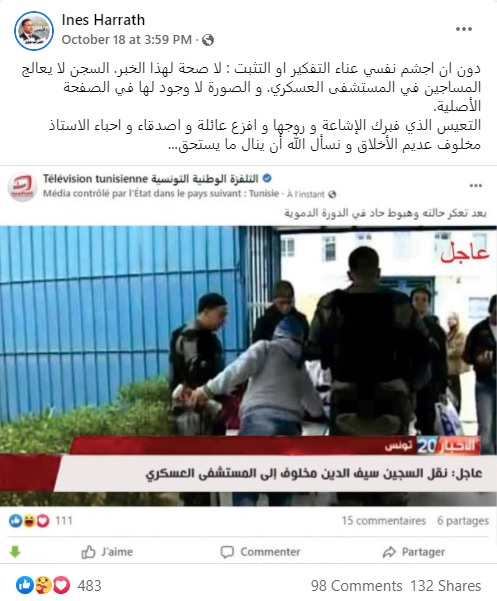 Ines Harrath
October 18 at 3:59 PM ·
دون ان اجشم نفسي عناء التفكير او التثبت : لا صحة لهذا الخبر. السجن لا يعالج
المساجين في المستشفى العسكري. و الصورة لا وجود لها في الصفحة
الأصلية.
التعيس الذي فبرك الإشاعة و روجها و افزع عائلة و اصدقاء و احباء الاستاذ
مخلوف عديم الأخلاق و نسأل الله أن ينال ما يستحق...
Télévision tunisienne التلفزة الوطنية التونسية
Média contrôlé par l'État dans le pays suivant : Tunisie · À l'instant
بعد تعكر حالته وهبوط حاد في الدورة الدموية
عاجل
الاخبار 20 تونس
عاجل: نقل السجين سيف الدين مخلوف إلى المستشفى العسكري
111
15 commentaires 6 partages
J'aime Commenter Partager
483 98 Comments 132 Shares